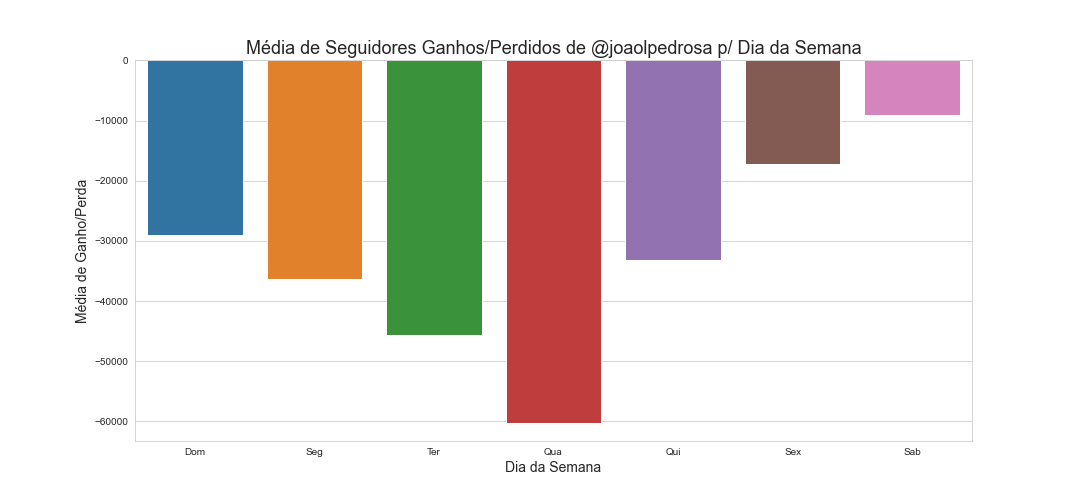 Média de Seguidores Ganhos/Perdidos de @joaolpedrosa p/ Dia da Semana
0
−10000
−20000
−30000
−40000
−50000
−60000
Média de Ganho/Perda
Dom Seg Ter Qua Qui Sex Sab
Dia da Semana